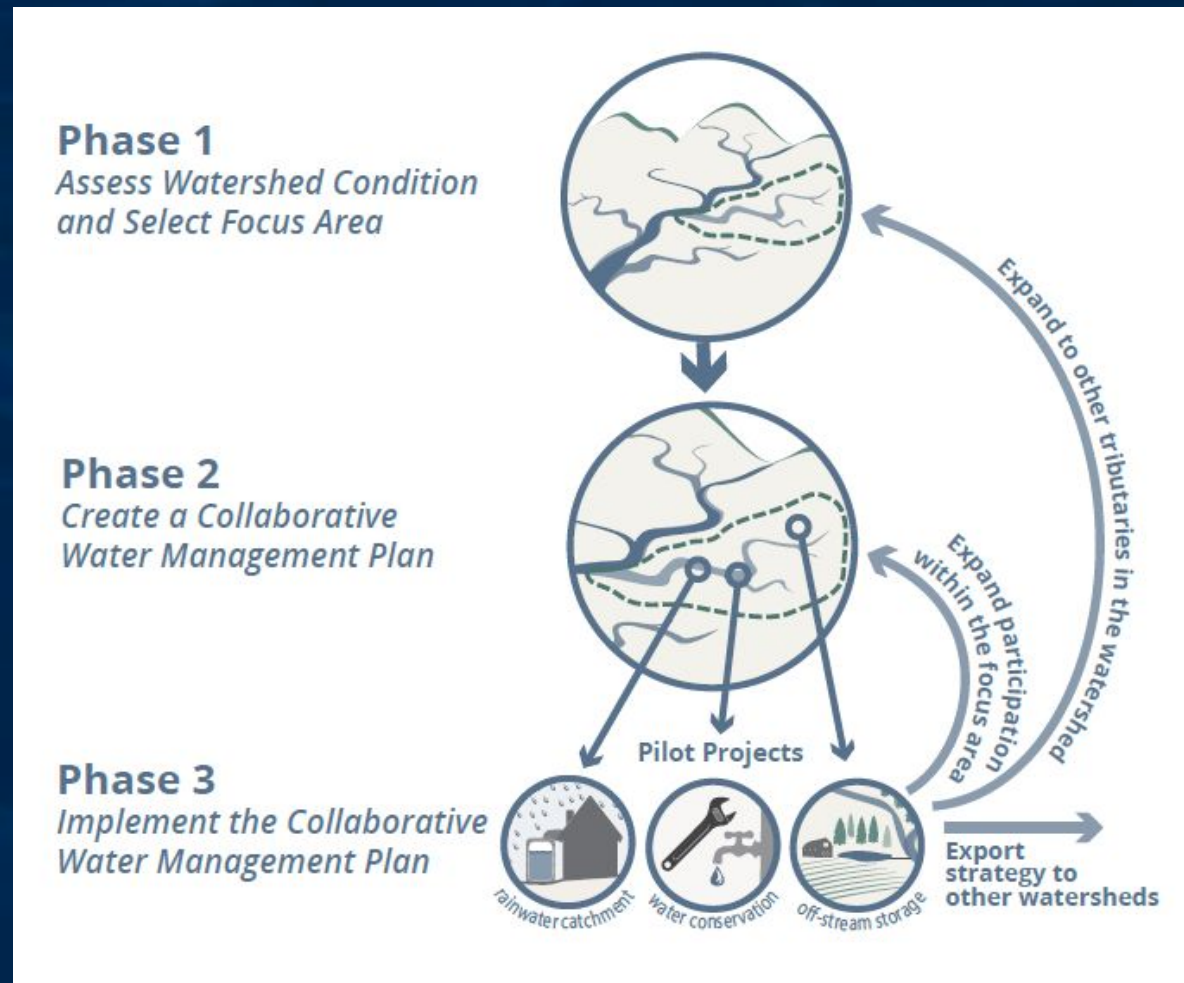 Phase 1
Assess Watershed Condition
and Select Focus Area
Expand to other tributaries in the watershed
Phase 2
Create a Collaborative
Water Management Plan
Expand participation
within the focus area
Pilot Projects
Phase 3
Implement the Collaborative
Water Management Plan
rainwater catchment
water conservation
off-stream storage
Export
strategy to
other watersheds